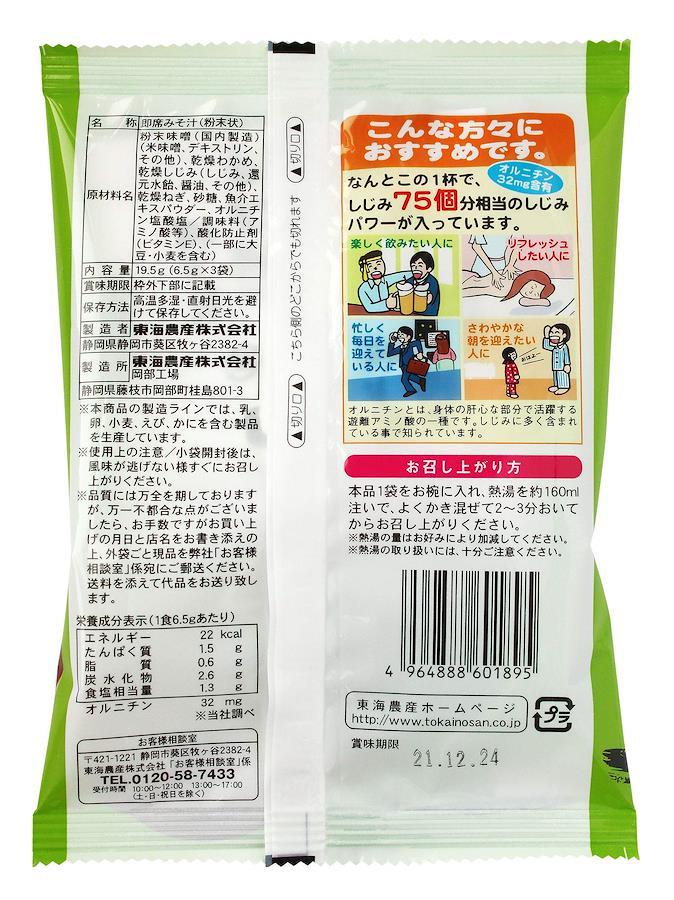 名　称 即席みそ汁(粉末状)
原材料名
粉末味噌(国内製造)
(米味噌、デキストリン、
その他)、乾燥わかめ、
乾燥しじみ(しじみ、還
元水飴、醤油、その他)、
乾燥ねぎ、砂糖、魚介エ
キスパウダー、オルニチ
ン塩酸塩/調味料(ア
ミノ酸等)、酸化防止剤
(ビタミンE)、(一部に大
豆・小麦を含む)
内容量 19.5g(6.5g×3袋)
賞味期限 枠外下部に記載
保存方法 高温多湿・直射日光を避
けて保存してください。
製造者 東海農産株式会社
静岡県静岡市葵区牧ヶ谷2382-4
製造所 東海農産株式会社
岡部工場
静岡県藤枝市岡部町桂島801-3
※本商品の製造ラインでは、乳、
卵、小麦、えび、かにを含む製品
を生産しています。
※使用上の注意/小袋開封後は、
風味が逃げない様すぐにお召
し上がりください。
※品質には万全を期しております
が、万一不都合な点がございま
したら、お手数ですがお買い上
げの月日と店名をお書き添えの
上、外袋ごと現品を弊社「お客様
相談室」係宛にご郵送ください。
送料を添えて代品をお送り致し
ます。
栄養成分表示(1食6.5gあたり)
エネルギー 22 kcal
たんぱく質 1.5 g
脂質 0.6 g
炭水化物 2.6 g
食塩相当量 1.3 g
オルニチン 32 mg
※当社調べ
お客様相談室
〒421-1221 静岡市葵区牧ヶ谷2382-4
東海農産株式会社「お客様相談室」係
TEL.0120-58-7433
受付時間 10:00〜12:00 13:00〜17:00
(土・日・祝日を除く)
◀切り口▶
こちら側のどこからでも切れます
◀切り口▶
こんな方々に
おすすめです。
オルニチン
32mg含有
なんとこの1杯で、
しじみ75個分相当のしじみ
パワーが入っています。
楽しく飲みたい人に
リフレッシュ
したい人に
忙しく
毎日を
迎えて
いる人に
さわやかな
朝を迎えたい
人に
おはよー
オルニチンとは、身体の肝心な部分で活躍する
遊離アミノ酸の一種です。しじみに多く含まれ
ている事で知られています。
お召し上がり方
本品1袋をお椀に入れ、熱湯を約160ml
注いで、よくかき混ぜて2〜3分おいて
からお召し上がりください。
※熱湯の量はお好みにより加減してください。
※熱湯の取り扱いには、十分ご注意ください。
4 964888 601895
東海農産ホームページ
http://www.tokainosan.co.jp
プラ
賞味期限
21.12.24